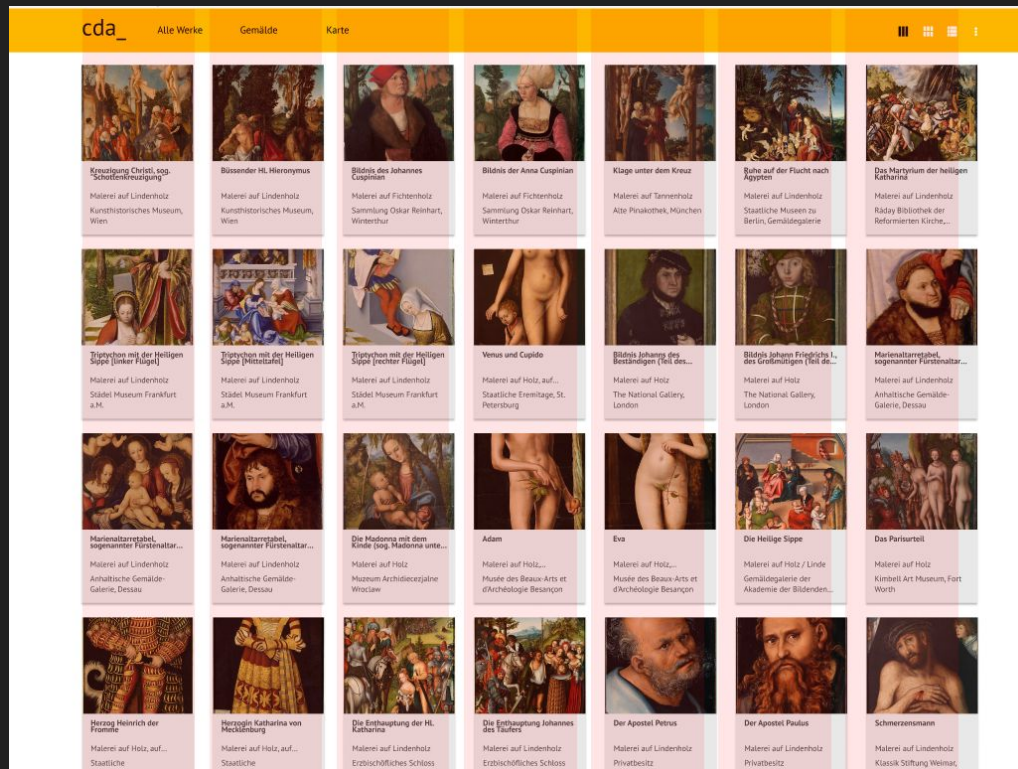 cda_ Alle Werke Gemälde Karte
Kreuzigung Christi, sog.
"Schottenkreuzigung"
Malerei auf Lindenholz
Kunsthistorisches Museum,
Wien
Büssender HL Hieronymus
Malerei auf Lindenholz
Kunsthistorisches Museum,
Wien
Bildnis des Johannes
Cuspinian
Malerei auf Fichtenholz
Sammlung Oskar Reinhart,
Winterthur
Bildnis der Anna Cuspinian
Malerei auf Fichtenholz
Sammlung Oskar Reinhart,
Winterthur
Klage unter dem Kreuz
Malerei auf Tannenholz
Alte Pinakothek, München
Ruhe auf der Flucht nach
Ägypten
Malerei auf Lindenholz
Staatliche Museen zu
Berlin, Gemäldegalerie
Das Martyrium der heiligen
Katharina
Malerei auf Lindenholz
Ráday Bibliothek der
Reformierten Kirche,...
Triptychon mit der Heiligen
Sippe [linker Flügel]
Malerei auf Lindenholz
Städel Museum Frankfurt
a.M.
Triptychon mit der Heiligen
Sippe [Mitteltafel]
Malerei auf Lindenholz
Städel Museum Frankfurt
a.M.
Triptychon mit der Heiligen
Sippe [rechter Flügel]
Malerei auf Lindenholz
Städel Museum Frankfurt
a.M.
Venus und Cupido
Malerei auf Holz, auf...
Staatliche Eremitage, St.
Petersburg
Bildnis Johanns des
Beständigen (Teil des...
Malerei auf Holz
The National Gallery,
London
Bildnis Johann Friedrichs I.,
des Großmütigen (Teil de...
Malerei auf Holz
The National Gallery,
London
Marienaltarretabel,
sogenannter Fürstenaltar...
Malerei auf Lindenholz
Anhaltische Gemälde-
Galerie, Dessau
Marienaltarretabel,
sogenannter Fürstenaltar...
Malerei auf Lindenholz
Anhaltische Gemälde-
Galerie, Dessau
Marienaltarretabel,
sogenannter Fürstenaltar...
Malerei auf Lindenholz
Anhaltische Gemälde-
Galerie, Dessau
Die Madonna mit dem
Kinde (sog. Madonna unte...
Malerei auf Holz
Muzeum Archidiecezjalne
Wroclaw
Adam
Malerei auf Holz,...
Musée des Beaux-Arts et
d'Archéologie Besançon
Eva
Malerei auf Holz,...
Musée des Beaux-Arts et
d'Archéologie Besançon
Die Heilige Sippe
Malerei auf Holz / Linde
Gemäldegalerie der
Akademie der Bildenden...
Das Parisurteil
Malerei auf Holz
Kimbell Art Museum, Fort
Worth
Herzog Heinrich der
Fromme
Malerei auf Holz, auf...
Staatliche
Herzogin Katharina von
Mecklenburg
Malerei auf Holz, auf...
Staatliche
Die Enthauptung der HL
Katharina
Malerei auf Lindenholz
Erzbischöfliches Schloss
Die Enthauptung Johannes
des Täufers
Malerei auf Lindenholz
Erzbischöfliches Schloss
Der Apostel Petrus
Malerei auf Lindenholz
Privatbesitz
Der Apostel Paulus
Malerei auf Lindenholz
Privatbesitz
Schmerzensmann
Malerei auf Lindenholz
Klassik Stiftung Weimar,